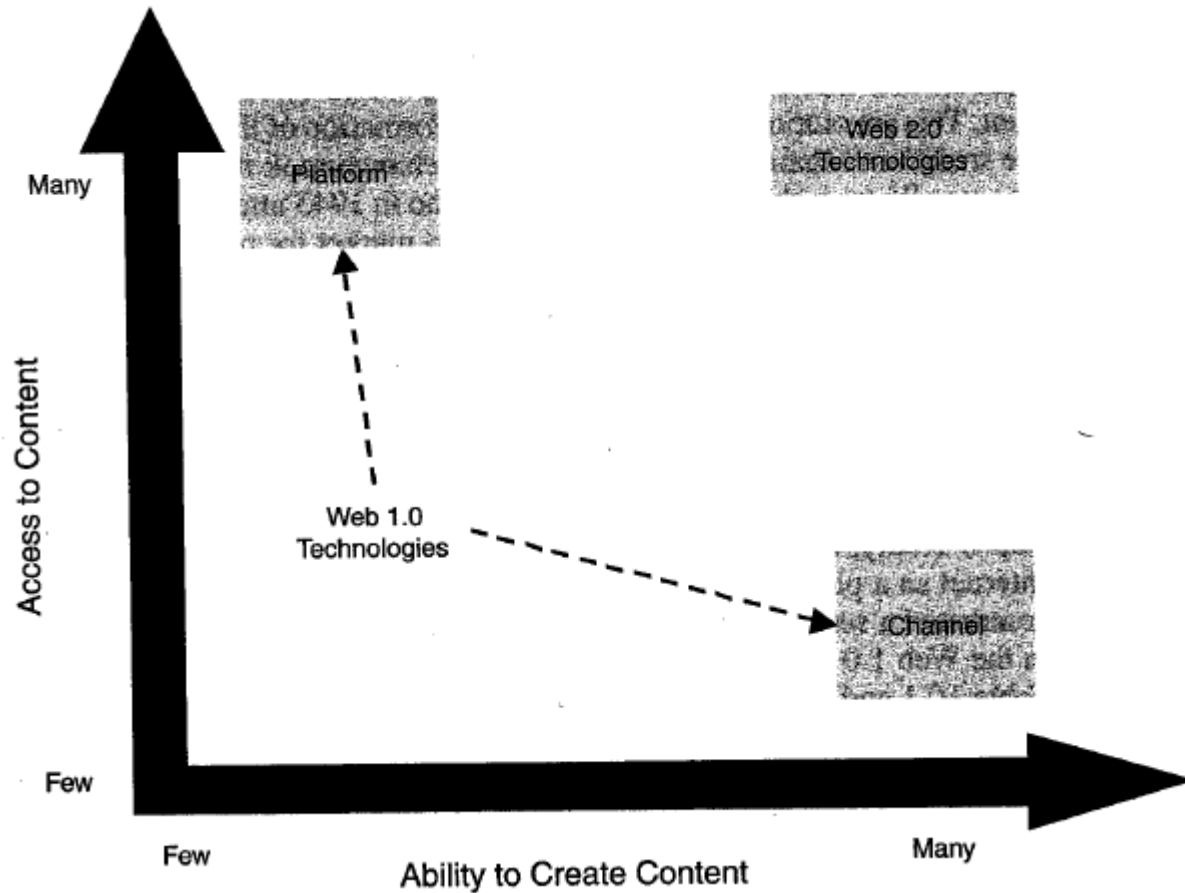 Many
Platform
Web 2.0
Technologies
Access to Content
Web 1.0
Technologies
Channel
Few
Few
Many
Ability to Create Content